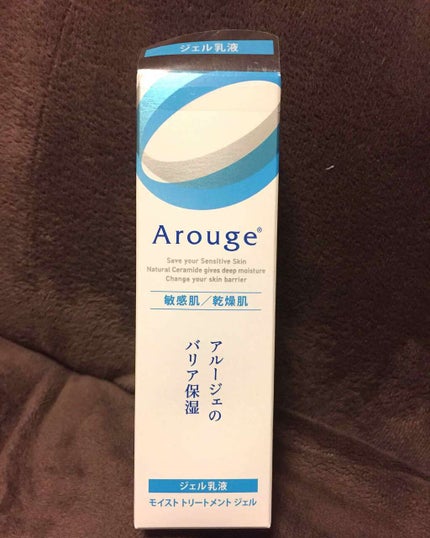 ジェル乳液
Arouge®
Save your Sensitive Skin
Natural Ceramide gives deep moisture
Change your skin barrier
敏感肌/乾燥肌
アルージェの
バリア保湿
ジェル乳液
モイスト トリートメント ジェル